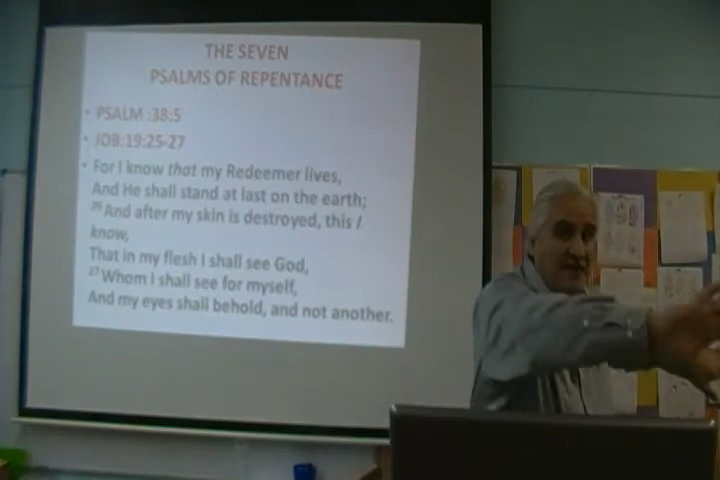 THE SEVEN
PSALMS OF REPENTANCE
• PSALM :38:5
• JOB:19:25-27
• For I know that my Redeemer lives,
And He shall stand at last on the earth;
26 And after my skin is destroyed, this I
know,
That in my flesh I shall see God,
27 Whom I shall see for myself,
And my eyes shall behold, and not another.